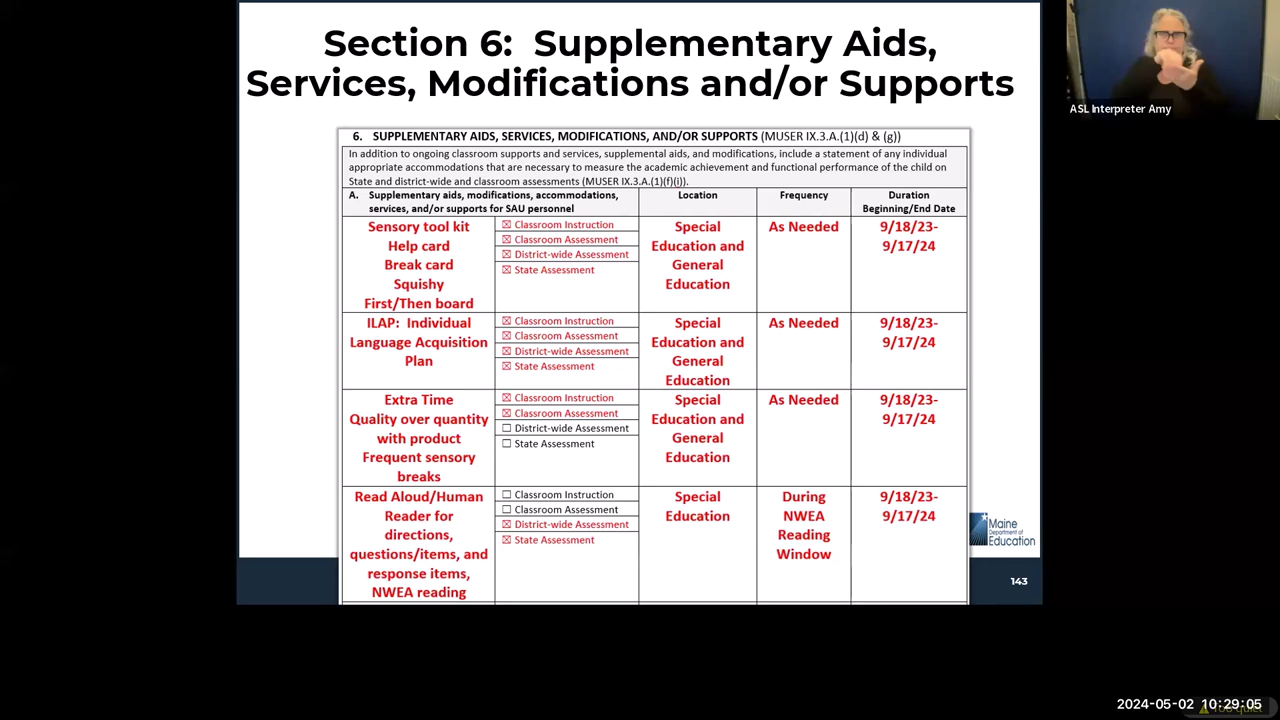 Section 6: Supplementary Aids,
Services, Modifications and/or Supports
ASL Interpreter Amy
6. SUPPLEMENTARY AIDS, SERVICES, MODIFICATIONS, AND/OR SUPPORTS (MUSER IX.3.A.(1)(d) & (g))
In addition to ongoing classroom supports and services, supplemental aids, and modifications, include a statement of any individual
appropriate accommodations that are necessary to measure the academic achievement and functional performance of the child on
State and district-wide and classroom assessments (MUSER IX.3.A.(1)(f)(i)).
A. Supplementary aids, modifications, accommodations,
services, and/or supports for SAU personnel
Location
Frequency
Duration
Beginning/End Date
Sensory tool kit
Help card
Break card
Squishy
First/Then board
☒ Classroom Instruction
☒ Classroom Assessment
☒ District-wide Assessment
☒ State Assessment
Special
Education and
General
Education
As Needed
9/18/23-
9/17/24
ILAP: Individual
Language Acquisition
Plan
☒ Classroom Instruction
☒ Classroom Assessment
☒ District-wide Assessment
☒ State Assessment
Special
Education and
General
Education
As Needed
9/18/23-
9/17/24
Extra Time
Quality over quantity
with product
Frequent sensory
breaks
☒ Classroom Instruction
☒ Classroom Assessment
☐ District-wide Assessment
☐ State Assessment
Special
Education and
General
Education
As Needed
9/18/23-
9/17/24
Read Aloud/Human
Reader for
directions,
questions/items, and
response items,
NWEA reading
☐ Classroom Instruction
☐ Classroom Assessment
☒ District-wide Assessment
☒ State Assessment
Special
Education
During
NWEA
Reading
Window
9/18/23-
9/17/24
Maine
Department of
Education
143
2024-05-02 10:29:05